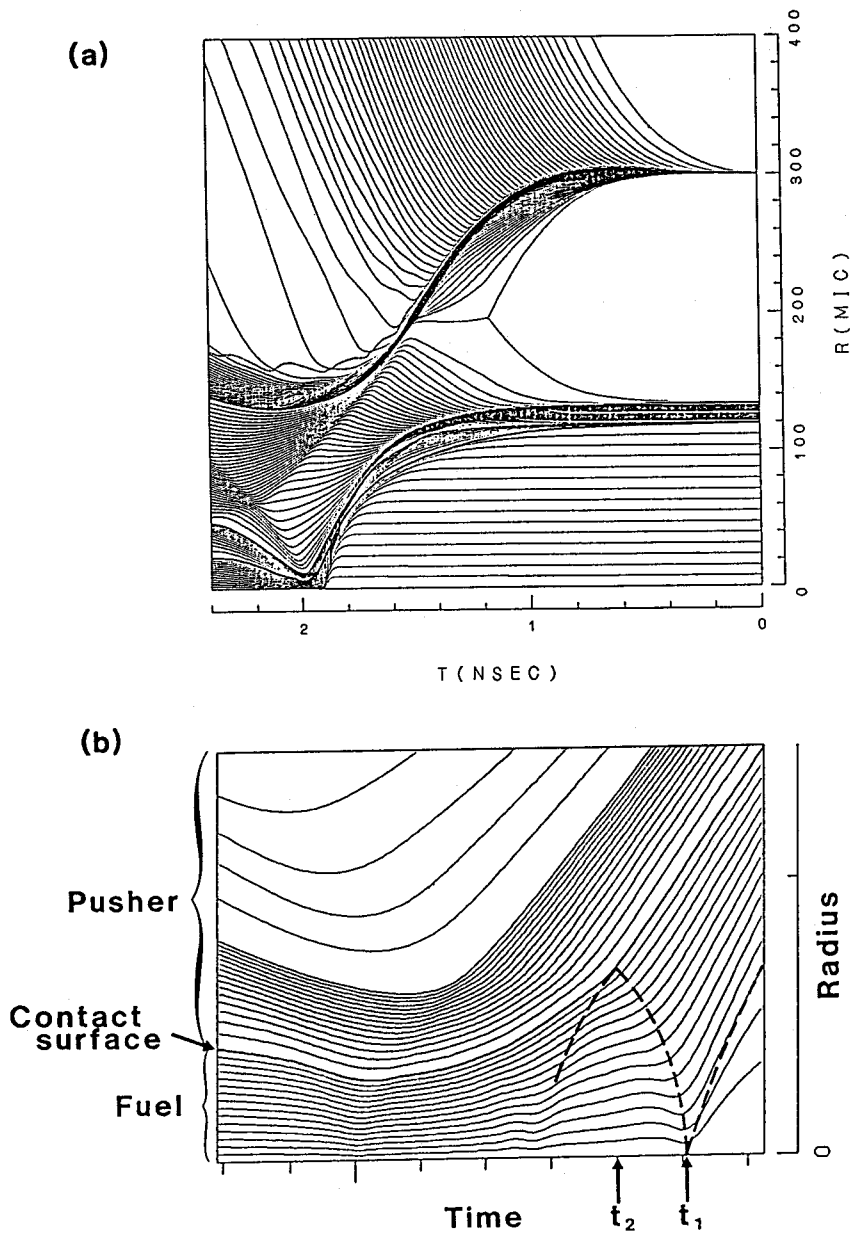 (a)
400
300
200
100
0
R(MIC)
2
1
0
T(NSEC)
(b)
Pusher
Contact
surface
Fuel
Radius
0
Time
t₂
t₁